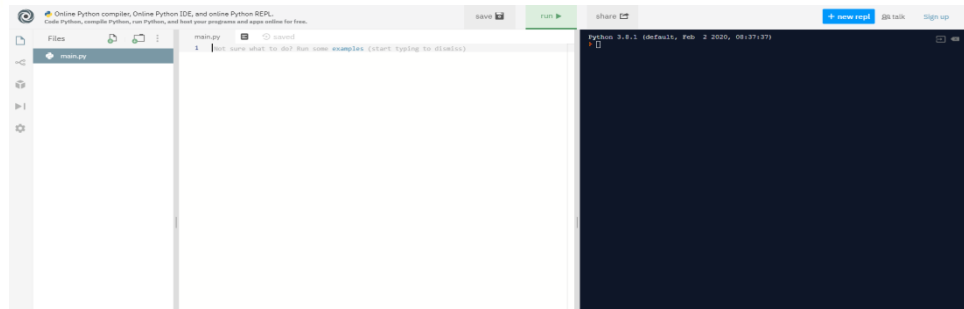 Online Python compiler, Online Python IDE, and online Python REPL.
Code Python, compile Python, run Python, and host your programs and apps online for free.
save
run
share
+ new repl
talk
Sign up
Files
main.py
main.py
saved
1
Not sure what to do? Run some examples (start typing to dismiss)
Python 3.8.1 (default, Feb 2 2020, 08:37:37)